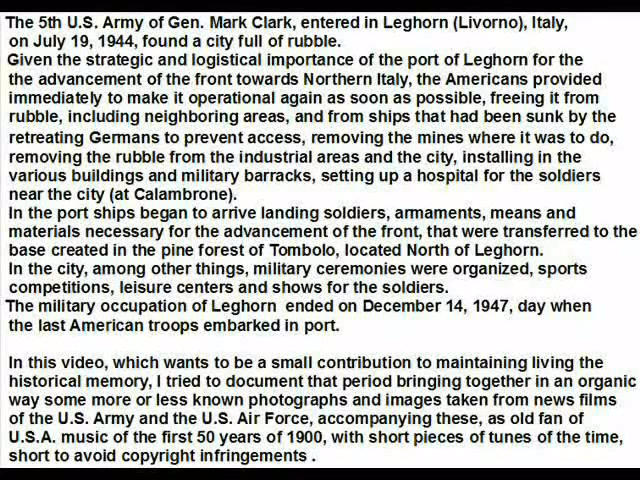 The 5th U.S. Army of Gen. Mark Clark, entered in Leghorn (Livorno), Italy,
on July 19, 1944, found a city full of rubble.
Given the strategic and logistical importance of the port of Leghorn for the
the advancement of the front towards Northern Italy, the Americans provided
immediately to make it operational again as soon as possible, freeing it from
rubble, including neighboring areas, and from ships that had been sunk by the
retreating Germans to prevent access, removing the mines where it was to do,
removing the rubble from the industrial areas and the city, installing in the
various buildings and military barracks, setting up a hospital for the soldiers
near the city (at Calambrone).
In the port ships began to arrive landing soldiers, armaments, means and
materials necessary for the advancement of the front, that were transferred to the
base created in the pine forest of Tombolo, located North of Leghorn.
In the city, among other things, military ceremonies were organized, sports
competitions, leisure centers and shows for the soldiers.
The military occupation of Leghorn ended on December 14, 1947, day when
the last American troops embarked in port.
In this video, which wants to be a small contribution to maintaining living the
historical memory, I tried to document that period bringing together in an organic
way some more or less known photographs and images taken from news films
of the U.S. Army and the U.S. Air Force, accompanying these, as old fan of
U.S.A. music of the first 50 years of 1900, with short pieces of tunes of the time,
short to avoid copyright infringements .